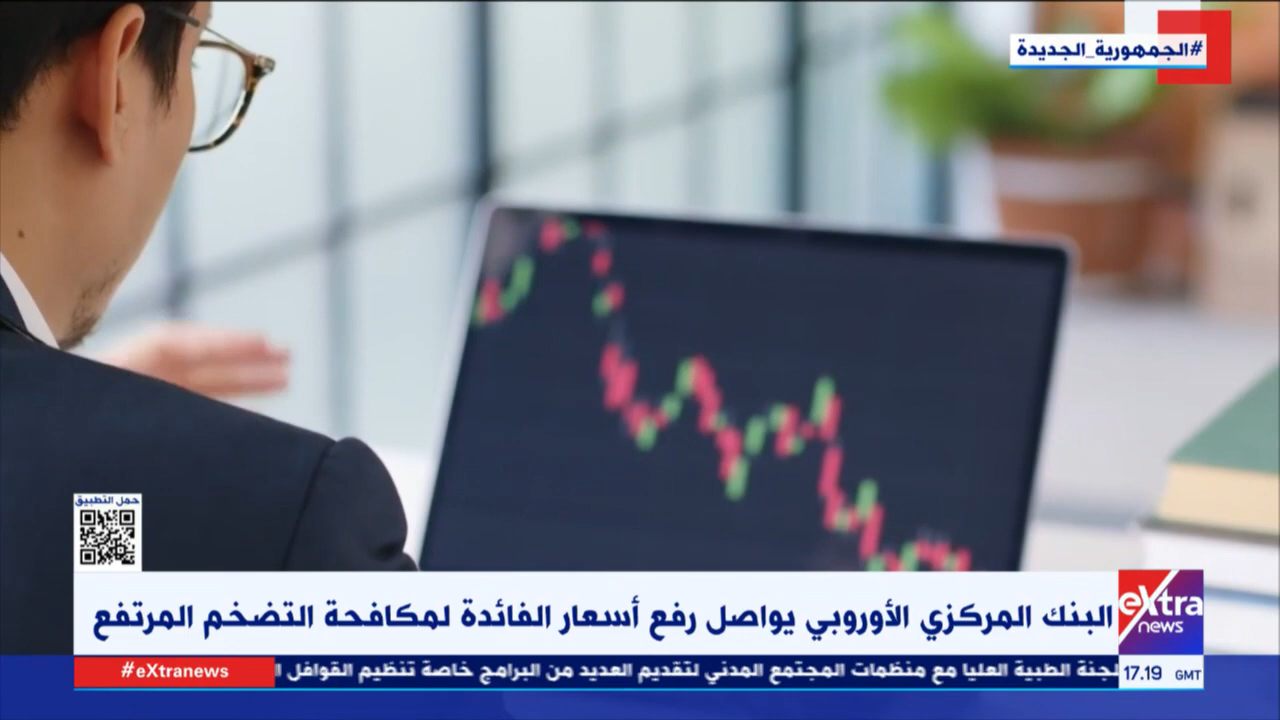 #الجمهورية_الجديدة
حمل التطبيق
البنك المركزي الأوروبي يواصل رفع أسعار الفائدة لمكافحة التضخم المرتفع
eXtra news
#eXtranews
لجنة الطبية العليا مع منظمات المجتمع المدني لتقديم العديد من البرامج خاصة تنظيم القوافل
17.19 GMT